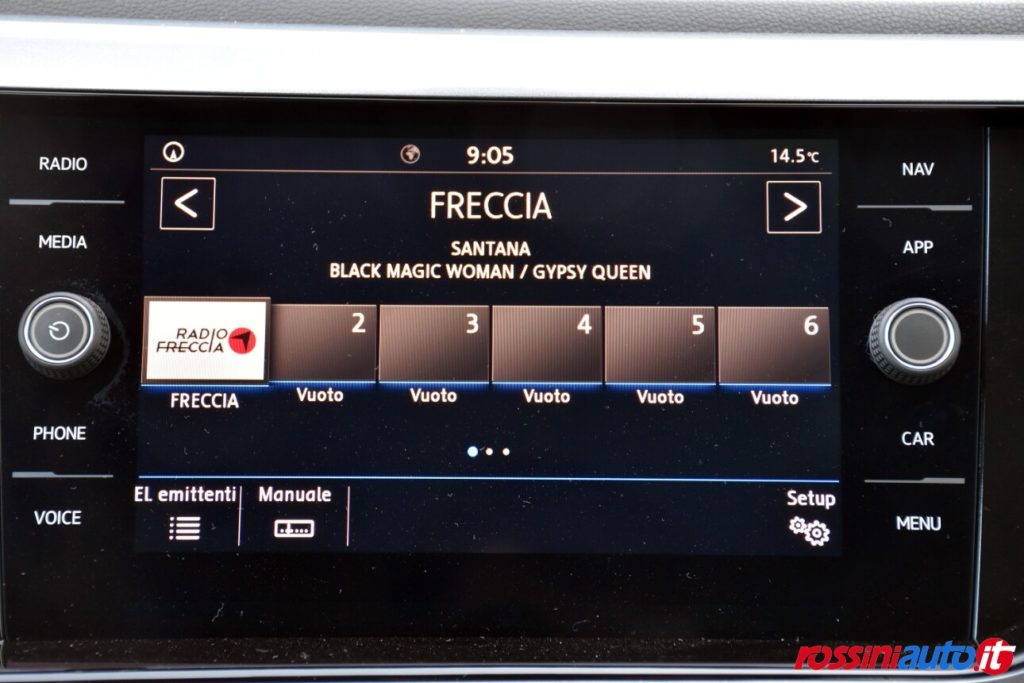 RADIO
MEDIA
PHONE
VOICE
9:05
14.5°C
<
FRECCIA
>
SANTANA
BLACK MAGIC WOMAN / GYPSY QUEEN
RADIO
FRECCIA
2
3
4
5
6
FRECCIA
Vuoto
Vuoto
Vuoto
Vuoto
Vuoto
EL emittenti
Manuale
Setup
NAV
APP
CAR
MENU
rossiniauto.it